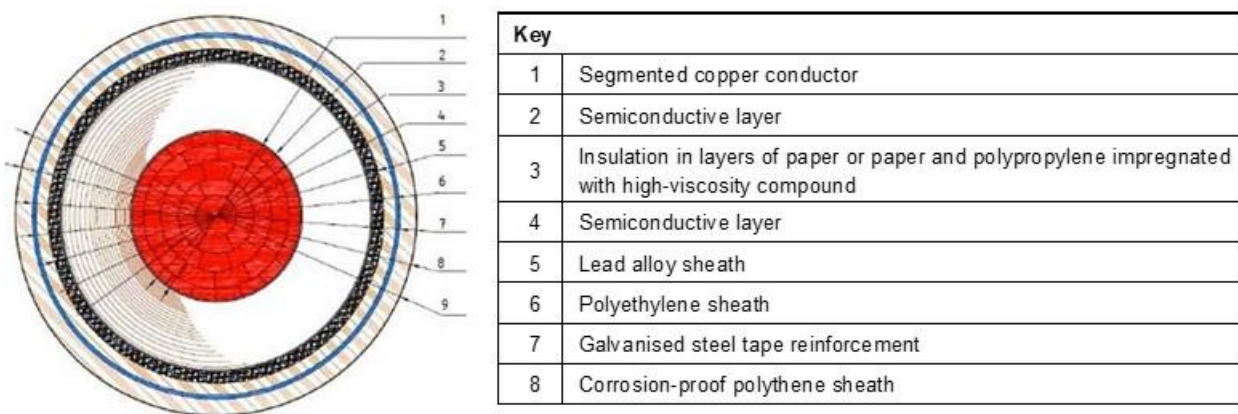 1
2
3
4
5
6
7
8
9
Key
1 Segmented copper conductor
2 Semiconductive layer
3 Insulation in layers of paper or paper and polypropylene impregnated
with high-viscosity compound
4 Semiconductive layer
5 Lead alloy sheath
6 Polyethylene sheath
7 Galvanised steel tape reinforcement
8 Corrosion-proof polythene sheath